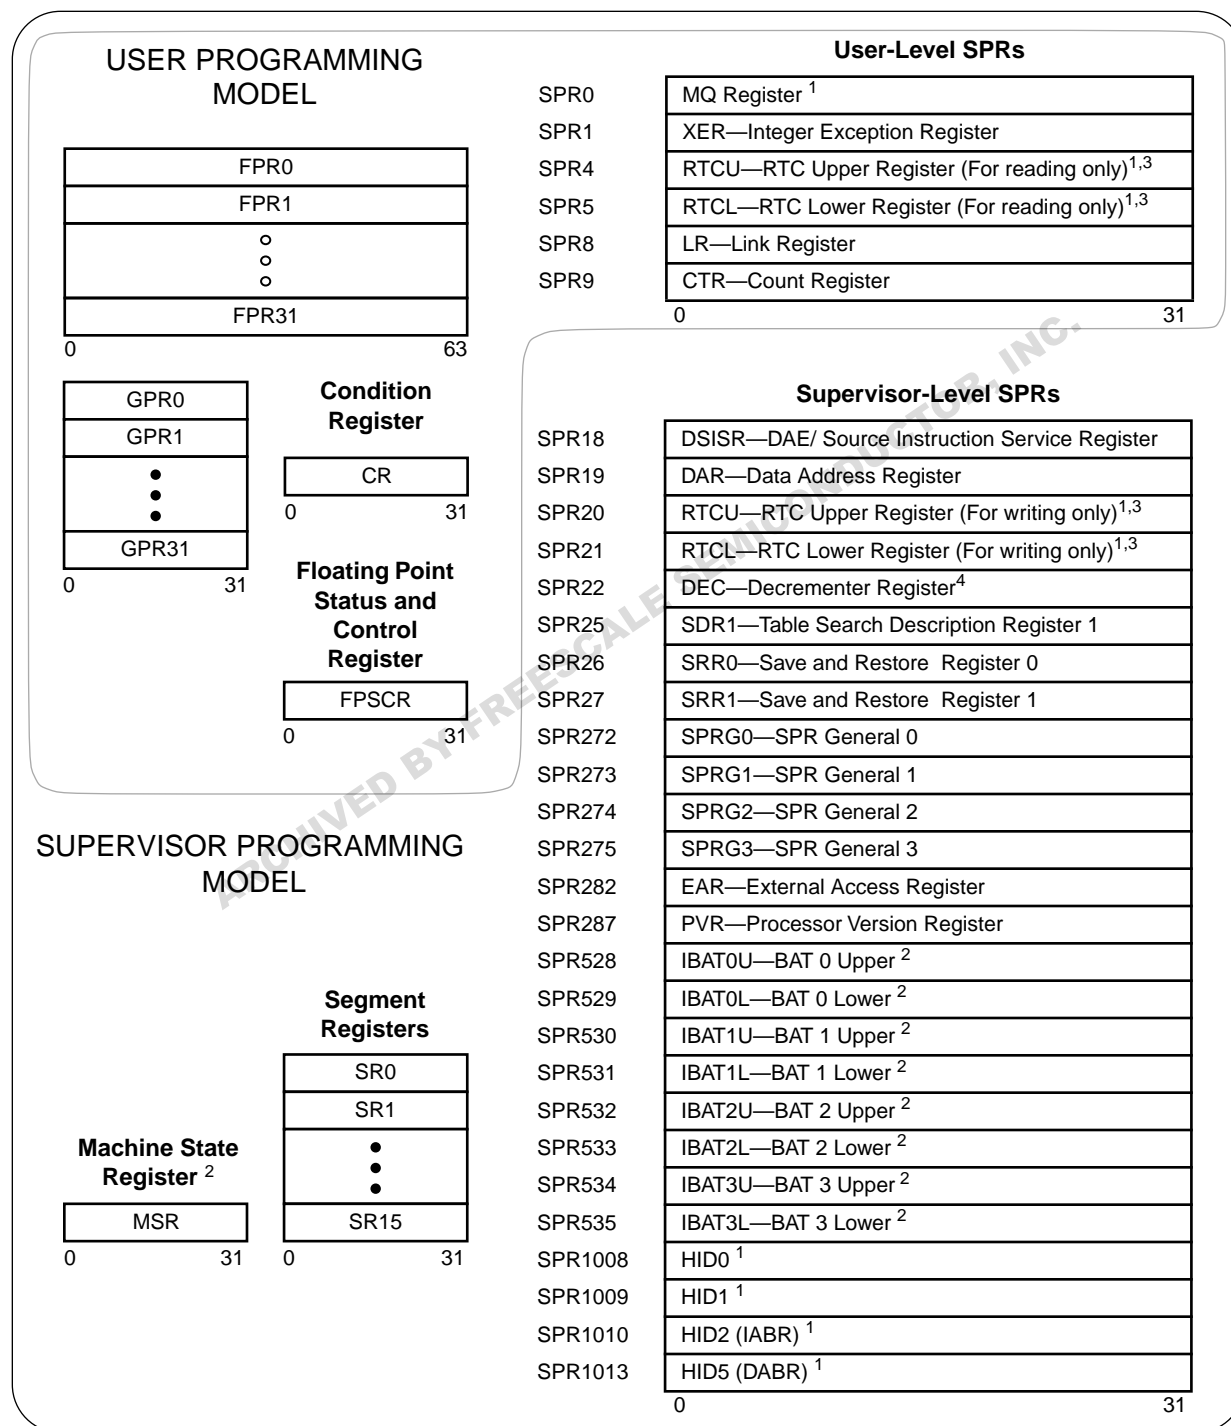 USER PROGRAMMING
MODEL
FPR0
FPR1
FPR31
0 63
GPR0
GPR1
GPR31
0 31
Condition
Register
CR
0 31
Floating Point
Status and
Control
Register
FPSCR
0 31
User-Level SPRs
SPR0 MQ Register 1
SPR1 XER—Integer Exception Register
SPR4 RTCU—RTC Upper Register (For reading only)1,3
SPR5 RTCL—RTC Lower Register (For reading only)1,3
SPR8 LR—Link Register
SPR9 CTR—Count Register
0 31
SUPERVISOR PROGRAMMING
MODEL
Machine State
Register 2
MSR
0 31
Segment
Registers
SR0
SR1
SR15
0 31
Supervisor-Level SPRs
SPR18 DSISR—DAE/ Source Instruction Service Register
SPR19 DAR—Data Address Register
SPR20 RTCU—RTC Upper Register (For writing only)1,3
SPR21 RTCL—RTC Lower Register (For writing only)1,3
SPR22 DEC—Decrementer Register4
SPR25 SDR1—Table Search Description Register 1
SPR26 SRR0—Save and Restore Register 0
SPR27 SRR1—Save and Restore Register 1
SPR272 SPRG0—SPR General 0
SPR273 SPRG1—SPR General 1
SPR274 SPRG2—SPR General 2
SPR275 SPRG3—SPR General 3
SPR282 EAR—External Access Register
SPR287 PVR—Processor Version Register
SPR528 IBAT0U—BAT 0 Upper 2
SPR529 IBAT0L—BAT 0 Lower 2
SPR530 IBAT1U—BAT 1 Upper 2
SPR531 IBAT1L—BAT 1 Lower 2
SPR532 IBAT2U—BAT 2 Upper 2
SPR533 IBAT2L—BAT 2 Lower 2
SPR534 IBAT3U—BAT 3 Upper 2
SPR535 IBAT3L—BAT 3 Lower 2
SPR1008 HID0 1
SPR1009 HID1 1
SPR1010 HID2 (IABR) 1
SPR1013 HID5 (DABR) 1
0 31
ARCHIVED BY FREESCALE SEMICONDUCTOR, INC.